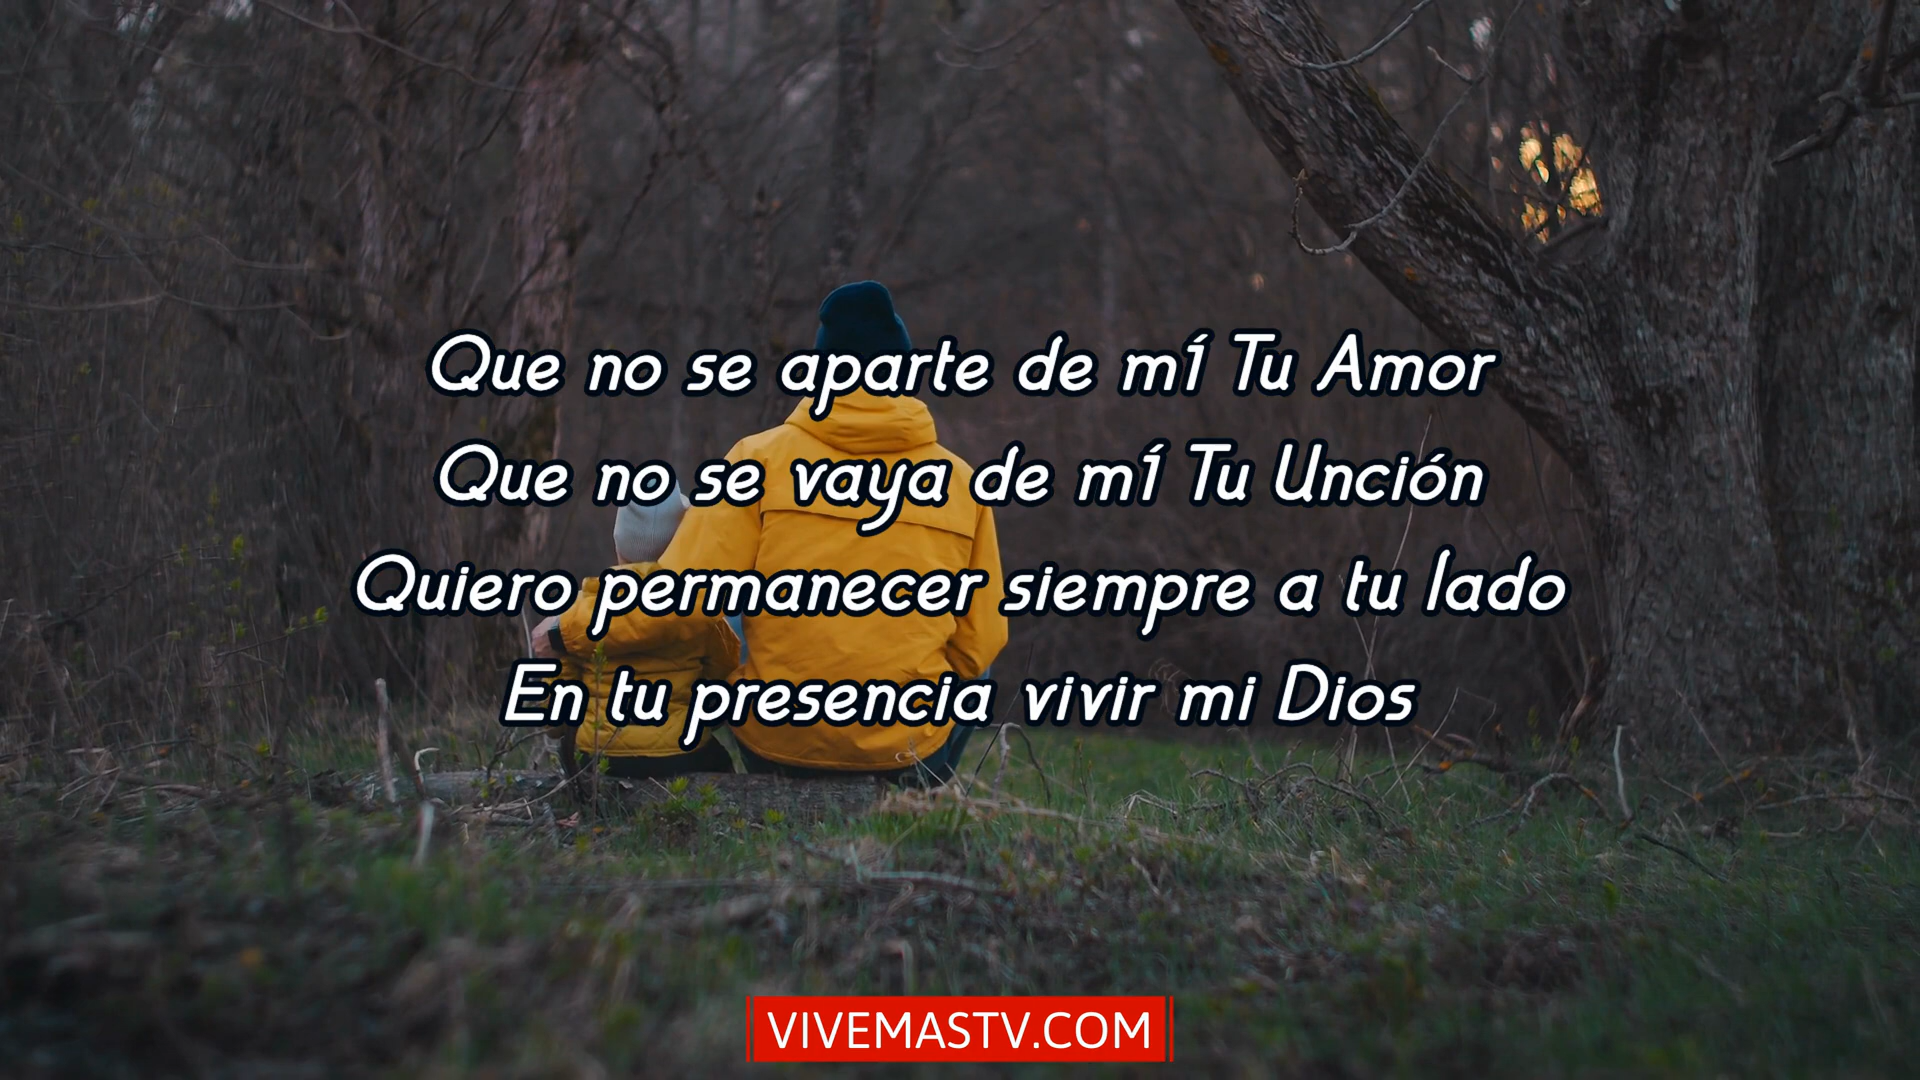 Que no se aparte de mí Tu Amor
Que no se vaya de mí Tu Unción
Quiero permanecer siempre a tu lado
En tu presencia vivir mi Dios
VIVEMASTV.COM